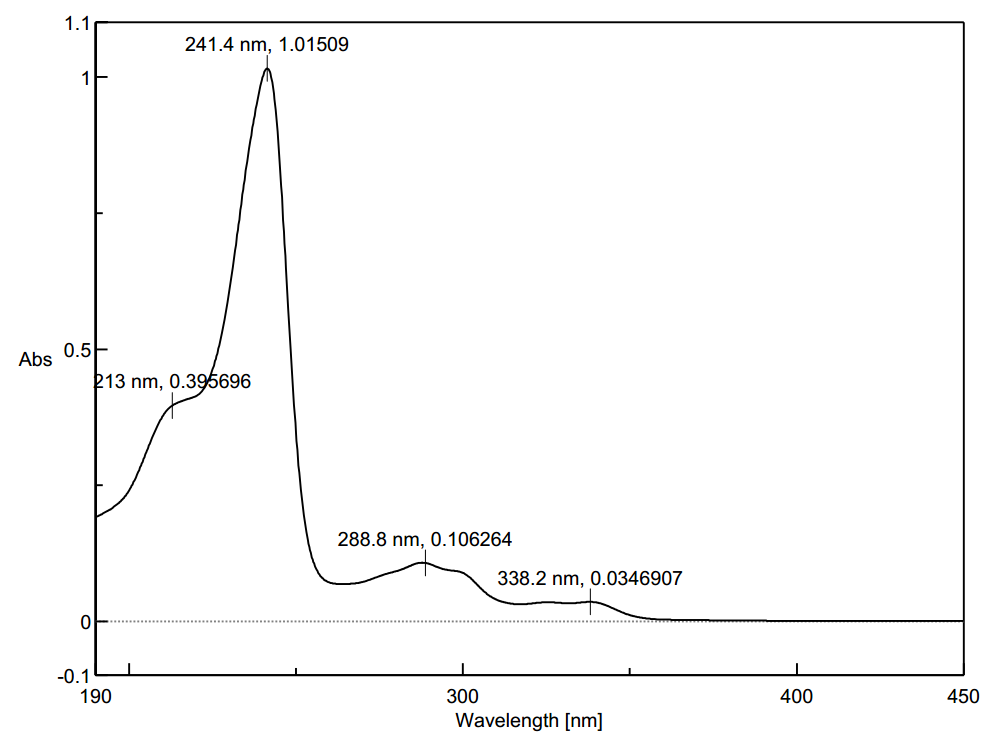 1.1
241.4 nm, 1.01509
1
Abs
0.5
213 nm, 0.395696
288.8 nm, 0.106264
338.2 nm, 0.0346907
0
-0.1
190
300
400
450
Wavelength [nm]